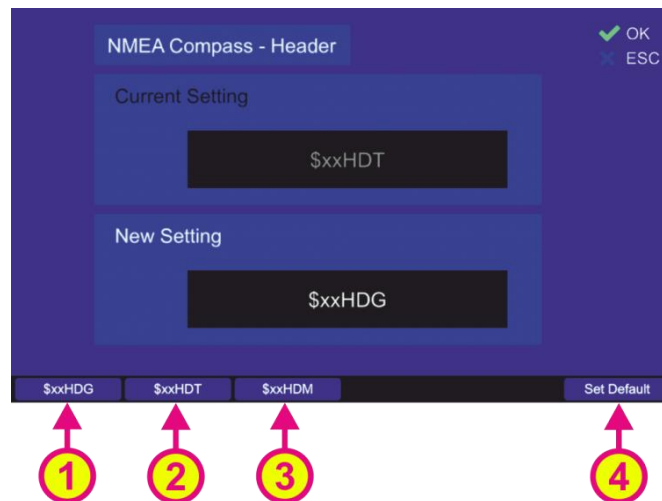 NMEA Compass - Header
OK
ESC
Current Setting
$xxHDT
New Setting
$xxHDG
$xxHDG $xxHDT $xxHDM Set Default
1 2 3 4